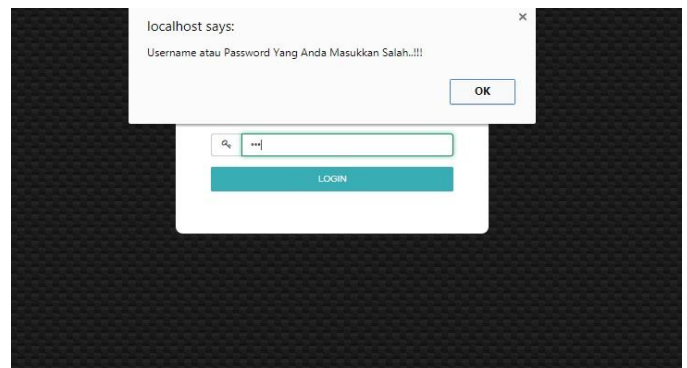 localhost says:
Username atau Password Yang Anda Masukkan Salah..!!!
OK
LOGIN